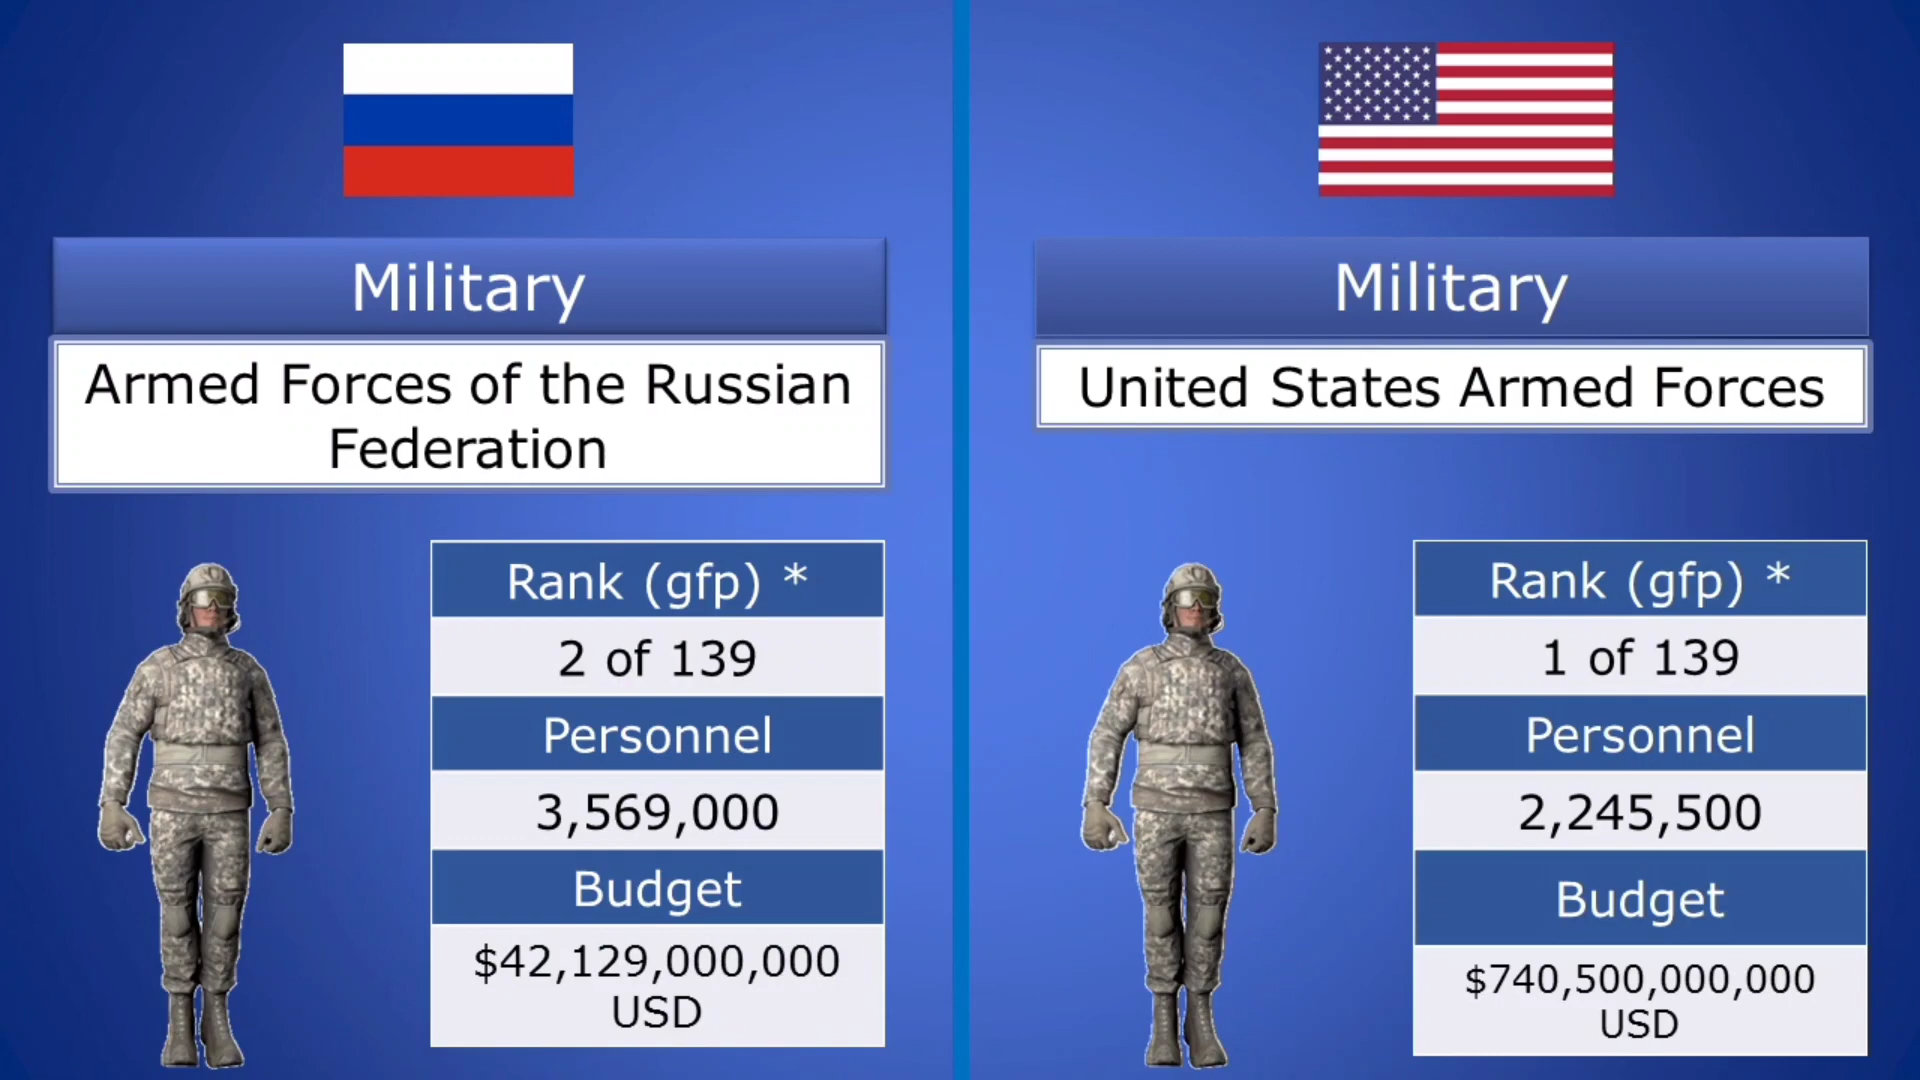 Military
Armed Forces of the Russian
Federation
Rank (gfp) *
2 of 139
Personnel
3,569,000
Budget
$42,129,000,000
USD
Military
United States Armed Forces
Rank (gfp) *
1 of 139
Personnel
2,245,500
Budget
$740,500,000,000
USD